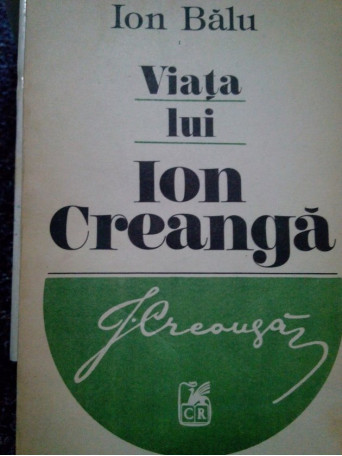 Ion Bălu
Viața
lui
Ion
Creangă
I. Creangă
CR